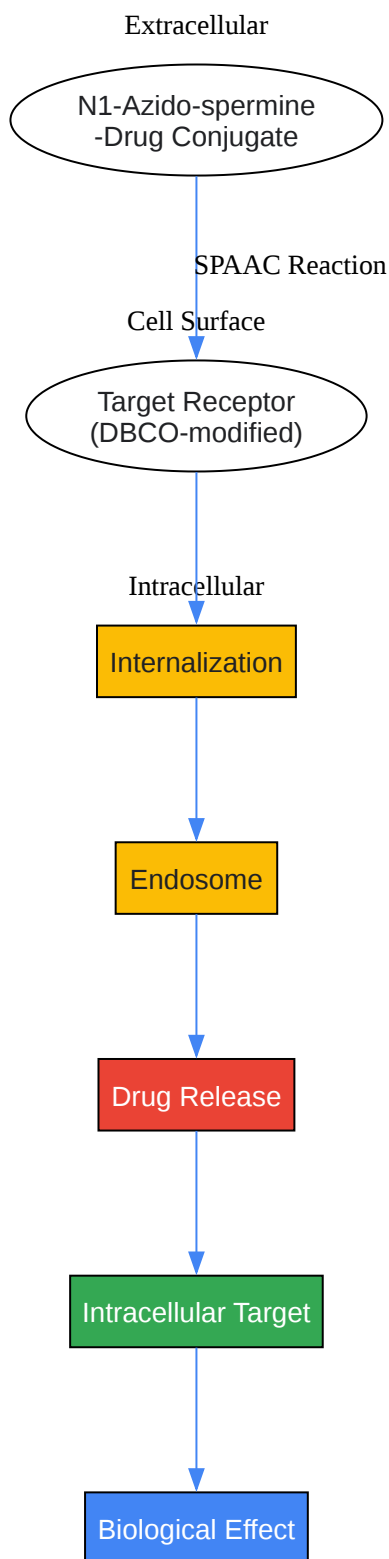 Extracellular
N1-Azido-spermine
-Drug Conjugate
SPAAC Reaction
Cell Surface
Target Receptor
(DBCO-modified)
Intracellular
Internalization
Endosome
Drug Release
Intracellular Target
Biological Effect